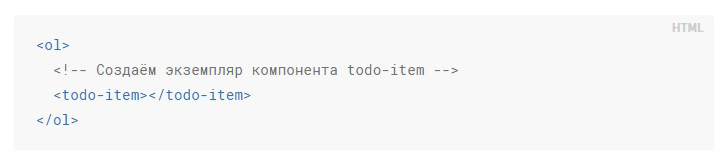 HTML
<ol>
<!-- Создаём экземпляр компонента todo-item -->
<todo-item></todo-item>
</ol>